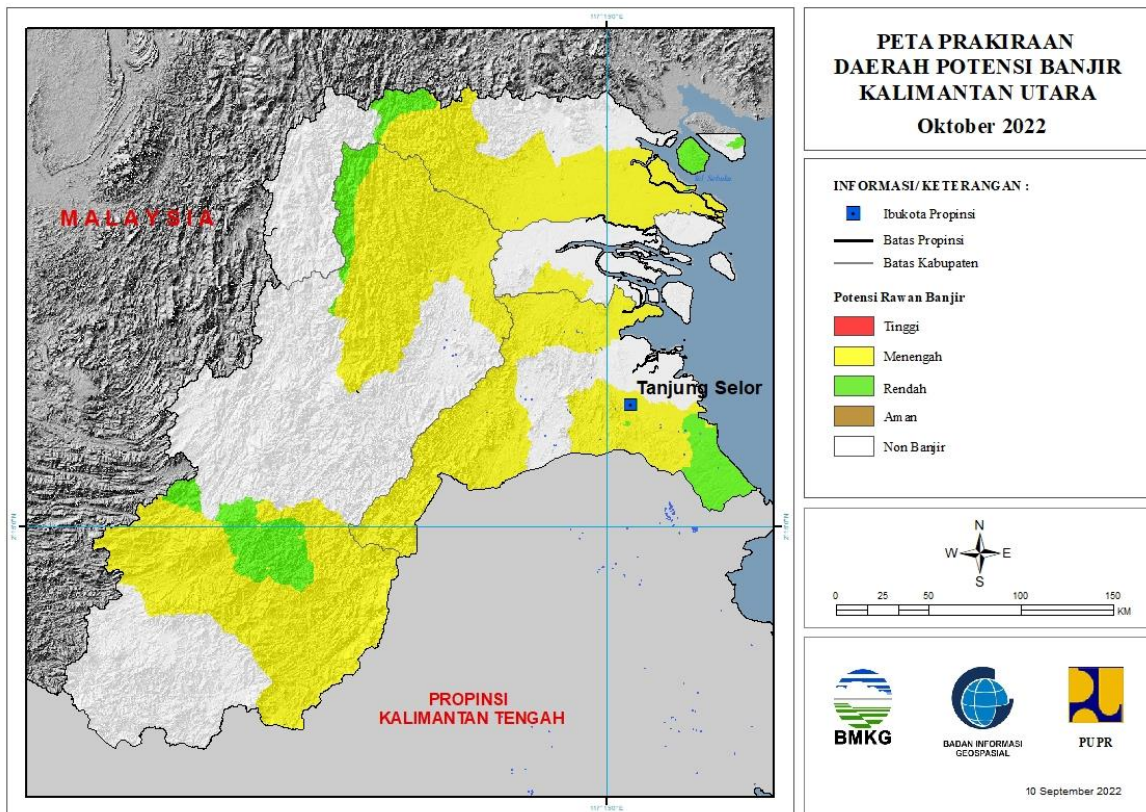 PETA PRAKIRAAN
DAERAH POTENSI BANJIR
KALIMANTAN UTARA
Oktober 2022
INFORMASI/ KETERANGAN :
Ibukota Propinsi
Batas Propinsi
Batas Kabupaten
Potensi Rawan Banjir
Tinggi
Menengah
Rendah
Aman
Non Banjir
N
W E
S
0 25 50 100 150
KM
BMKG
BADAN INFORMASI
GEOSPASIAL
PUPR
10 September 2022
MALAYSIA
Tanjung Selor
PROPINSI
KALIMANTAN TENGAH